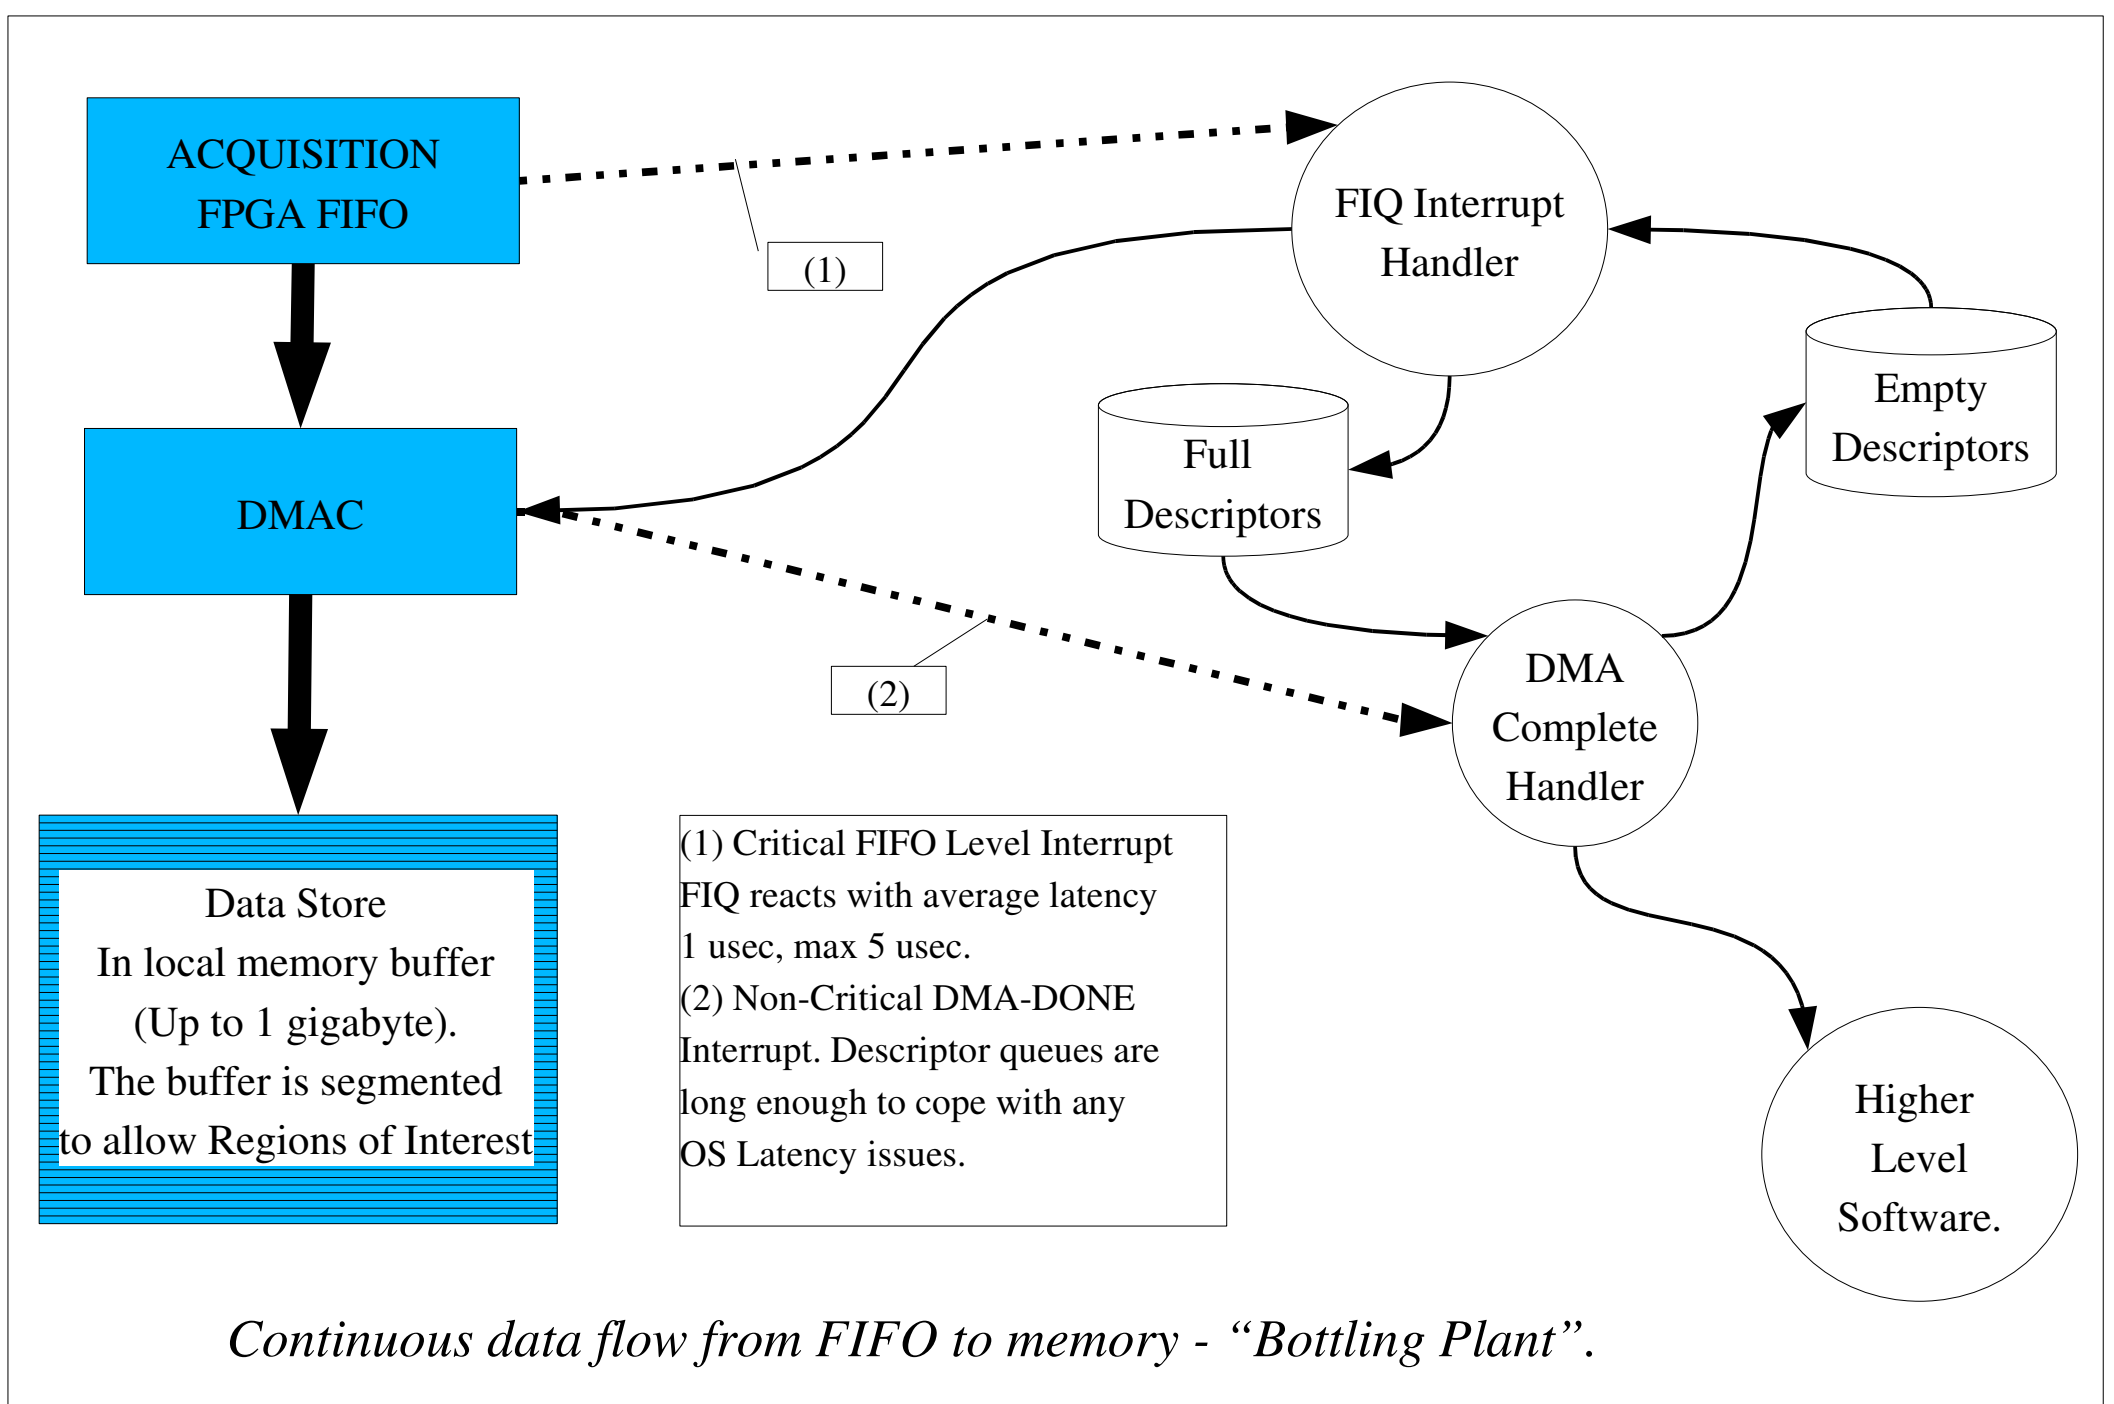 ACQUISITION
FPGA FIFO
FIQ Interrupt
Handler
(1)
Empty
Descriptors
Full
Descriptors
DMAC
DMA
Complete
Handler
(2)
Data Store
In local memory buffer
(Up to 1 gigabyte).
The buffer is segmented
to allow Regions of Interest
(1) Critical FIFO Level Interrupt
FIQ reacts with average latency
1 usec, max 5 usec.
(2) Non-Critical DMA-DONE
Interrupt. Descriptor queues are
long enough to cope with any
OS Latency issues.
Higher
Level
Software.
Continuous data flow from FIFO to memory - “Bottling Plant”.